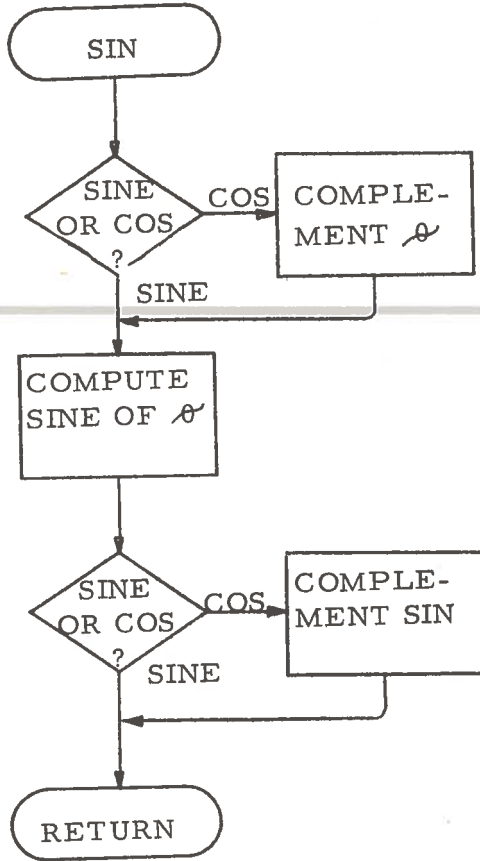 SIN
SINE
OR COS
?
COS
COMPLE-
MENT θ
SINE
COMPUTE
SINE OF θ
SINE
OR COS
?
COS
COMPLE-
MENT SIN
SINE
RETURN